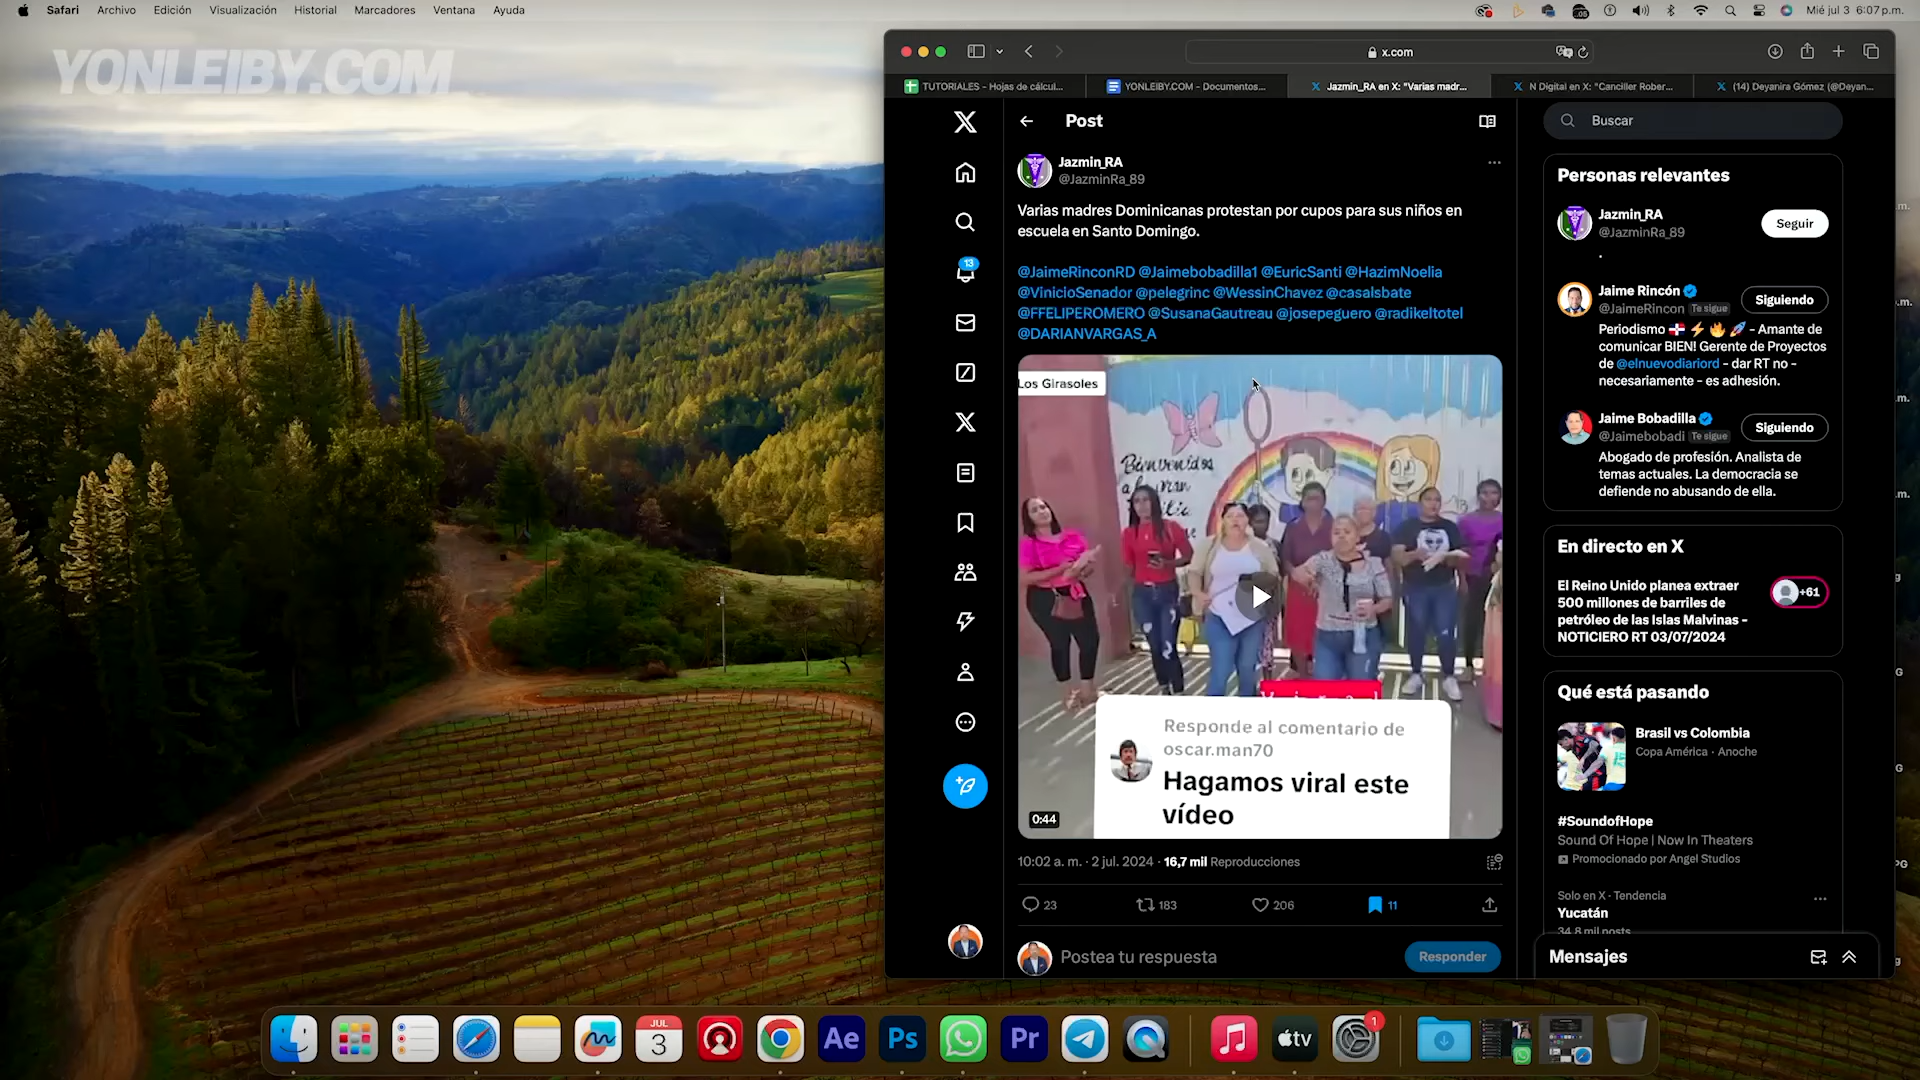 Safari Archivo Edición Visualización Historial Marcadores Ventana Ayuda
Mié jul 3 6:07 p.m.
YONLEIBY.COM
x.com
TUTORIALES - Hojas de cálcul...
YONLEIBY.COM - Documentos...
Jazmin_RA en X: "Varias madr...
N Digital en X: "Canciller Rober...
(14) Deyanira Gómez (@Deyan...
13
Post
Jazmin_RA
@JazminRa_89
Varias madres Dominicanas protestan por cupos para sus niños en
escuela en Santo Domingo.
@JaimeRinconRD @Jaimebobadilla1 @EuricSanti @HazimNoelia
@VinicioSenador @pelegrinc @WessinChavez @casalsbate
@FFELIPEROMERO @SusanaGautreau @josepeguero @radikeltotel
@DARIANVARGAS_A
Los Girasoles
Bienvenidos
Responde al comentario de
oscar.man70
Hagamos viral este
vídeo
0:44
10:02 a. m. · 2 jul. 2024 · 16,7 mil Reproducciones
23 183 206 11
Postea tu respuesta
Responder
Buscar
Personas relevantes
Jazmin_RA
@JazminRa_89
Seguir
.
Jaime Rincón
@JaimeRincon Te sigue
Siguiendo
Periodismo 🇩🇴 ⚡ 🔥 🚀 - Amante de
comunicar BIEN! Gerente de Proyectos
de @elnuevodiariord - dar RT no -
necesariamente - es adhesión.
Jaime Bobadilla
@Jaimebobadi Te sigue
Siguiendo
Abogado de profesión. Analista de
temas actuales. La democracia se
defiende no abusando de ella.
En directo en X
El Reino Unido planea extraer
500 millones de barriles de
petróleo de las Islas Malvinas -
NOTICIERO RT 03/07/2024
+61
Qué está pasando
Brasil vs Colombia
Copa América · Anoche
#SoundofHope
Sound Of Hope | Now In Theaters
Promocionado por Angel Studios
Solo en X · Tendencia
Yucatán
34,8 mil posts
Mensajes
JUL
3
Ae
Ps
Pr
tv
1